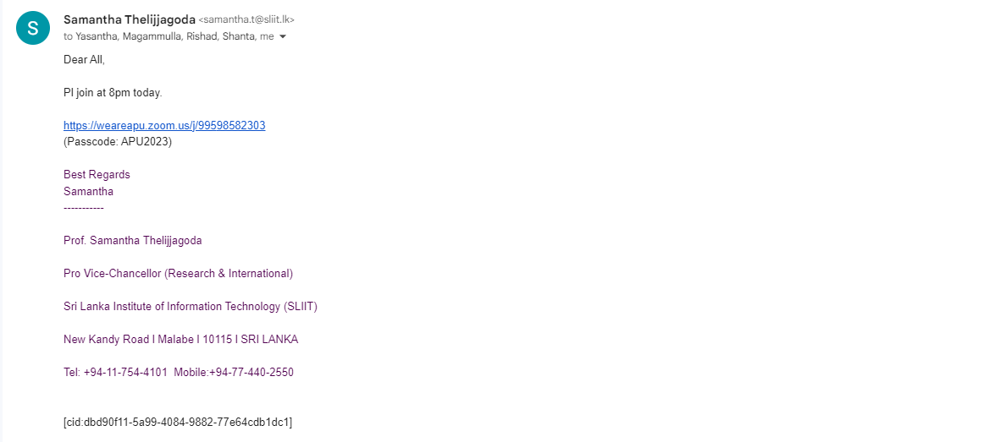 S
Samantha Thelijjagoda <samantha.t@sliit.lk>
to Yasantha, Magammulla, Rishad, Shanta, me
Dear All,
Pl join at 8pm today.
https://weareapu.zoom.us/j/99598582303
(Passcode: APU2023)
Best Regards
Samantha
-----------
Prof. Samantha Thelijjagoda
Pro Vice-Chancellor (Research & International)
Sri Lanka Institute of Information Technology (SLIIT)
New Kandy Road I Malabe I 10115 I SRI LANKA
Tel: +94-11-754-4101  Mobile:+94-77-440-2550
[cid:dbd90f11-5a99-4084-9882-77e64cdb1dc1]